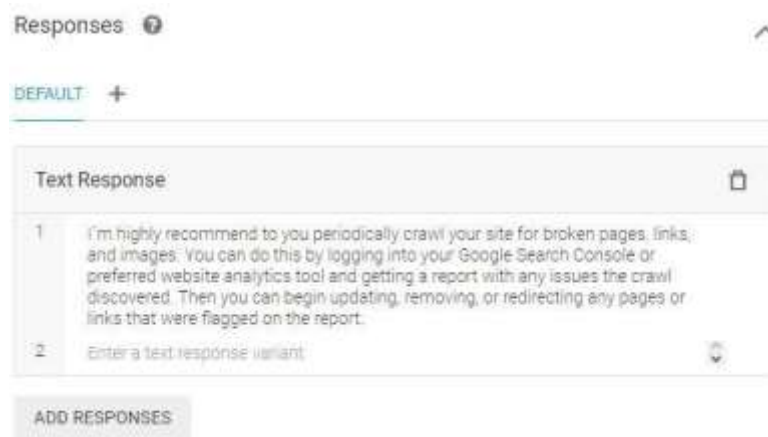 Responses
DEFAULT +
Text Response
1 I'm highly recommend to you periodically crawl your site for broken pages, links,
and images. You can do this by logging into your Google Search Console or
preferred website analytics tool and getting a report with any issues the crawl
discovered. Then you can begin updating, removing, or redirecting any pages or
links that were flagged on the report.
2 Enter a text response variant
ADD RESPONSES